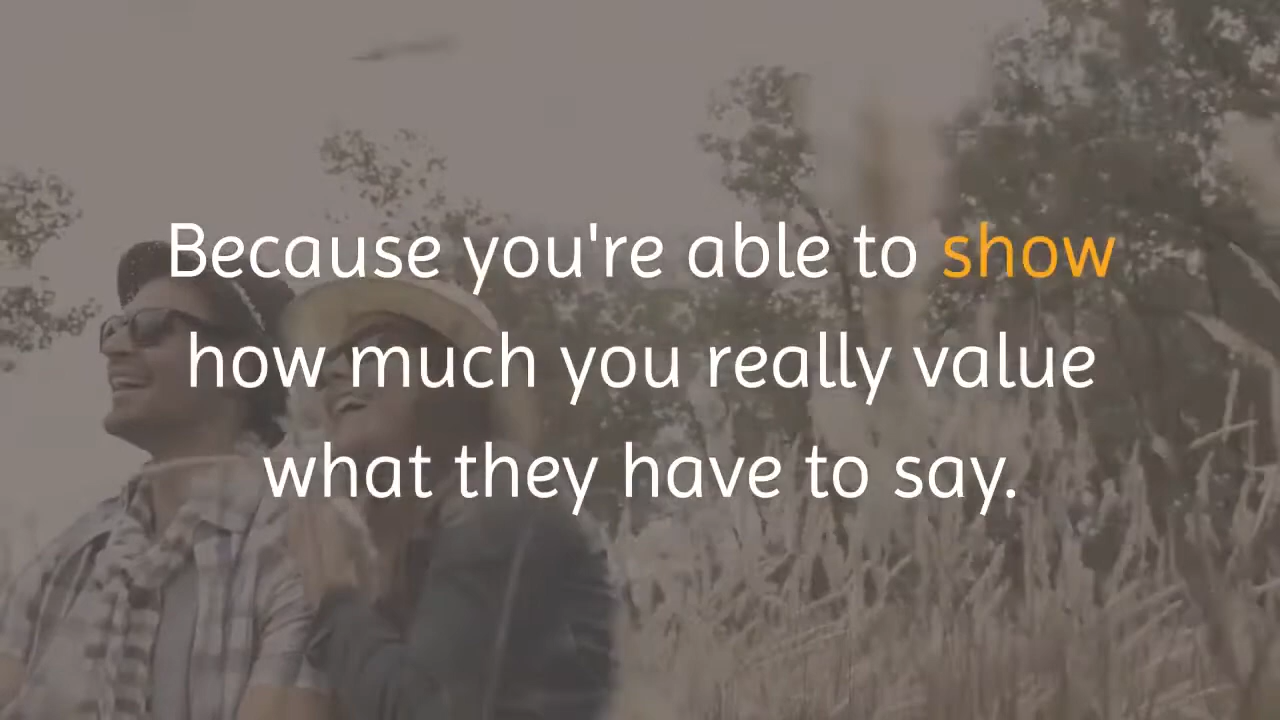 Because you're able to show
how much you really value
what they have to say.